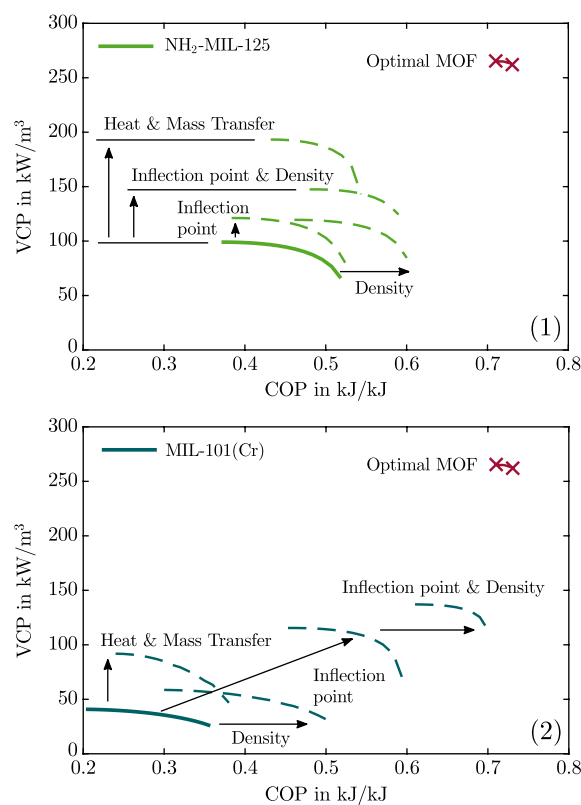 300
250
200
150
100
50
0
VCP in kW/m³
NH₂-MIL-125
Optimal MOF
Heat & Mass Transfer
Inflection point & Density
Inflection
point
Density
(1)
0.2 0.3 0.4 0.5 0.6 0.7 0.8
COP in kJ/kJ
300
250
200
150
100
50
0
VCP in kW/m³
MIL-101(Cr)
Optimal MOF
Inflection point & Density
Heat & Mass Transfer
Inflection
point
Density
(2)
0.2 0.3 0.4 0.5 0.6 0.7 0.8
COP in kJ/kJ